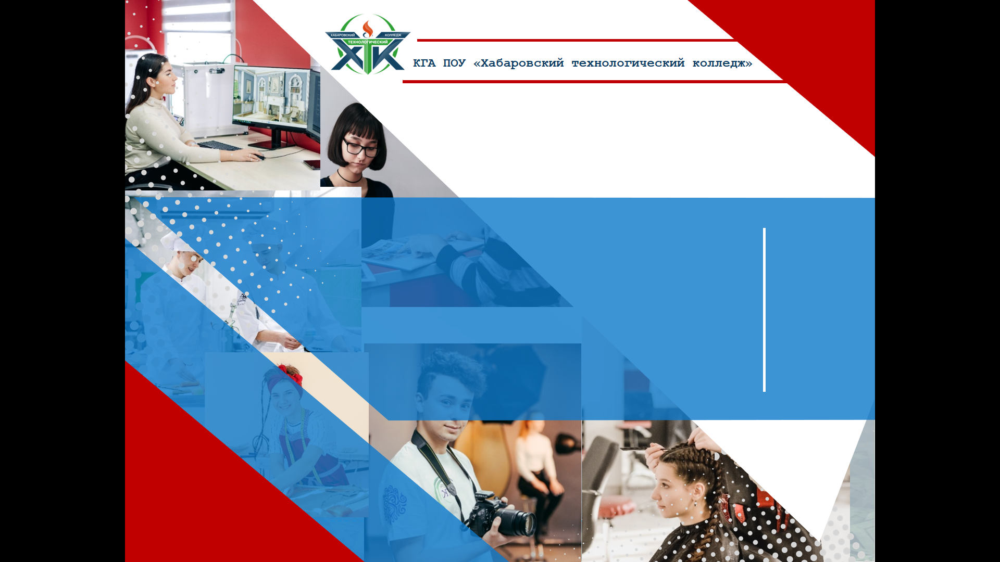 ХАБАРОВСКИЙ КОЛЛЕДЖ
ТЕХНОЛОГИЧЕСКИЙ
ХТК
КГА ПОУ «Хабаровский технологический колледж»